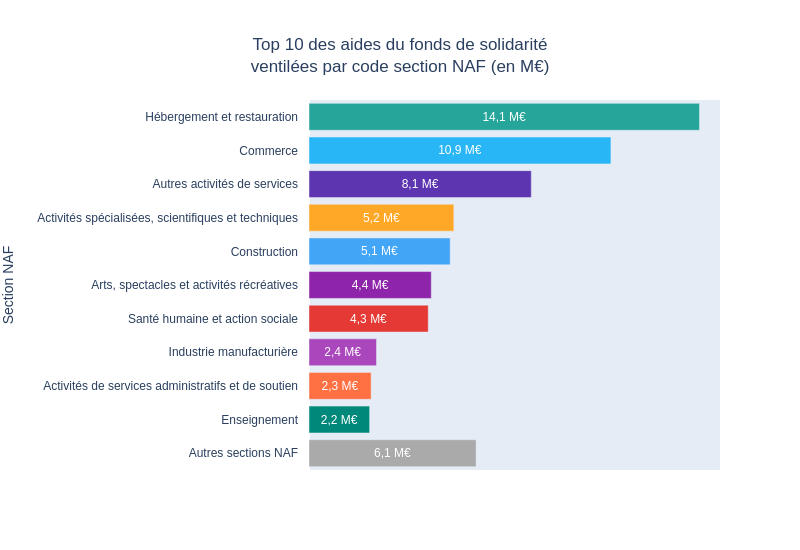 Top 10 des aides du fonds de solidarité
ventilées par code section NAF (en M€)
Section NAF
Hébergement et restauration 14,1 M€
Commerce 10,9 M€
Autres activités de services 8,1 M€
Activités spécialisées, scientifiques et techniques 5,2 M€
Construction 5,1 M€
Arts, spectacles et activités récréatives 4,4 M€
Santé humaine et action sociale 4,3 M€
Industrie manufacturière 2,4 M€
Activités de services administratifs et de soutien 2,3 M€
Enseignement 2,2 M€
Autres sections NAF 6,1 M€